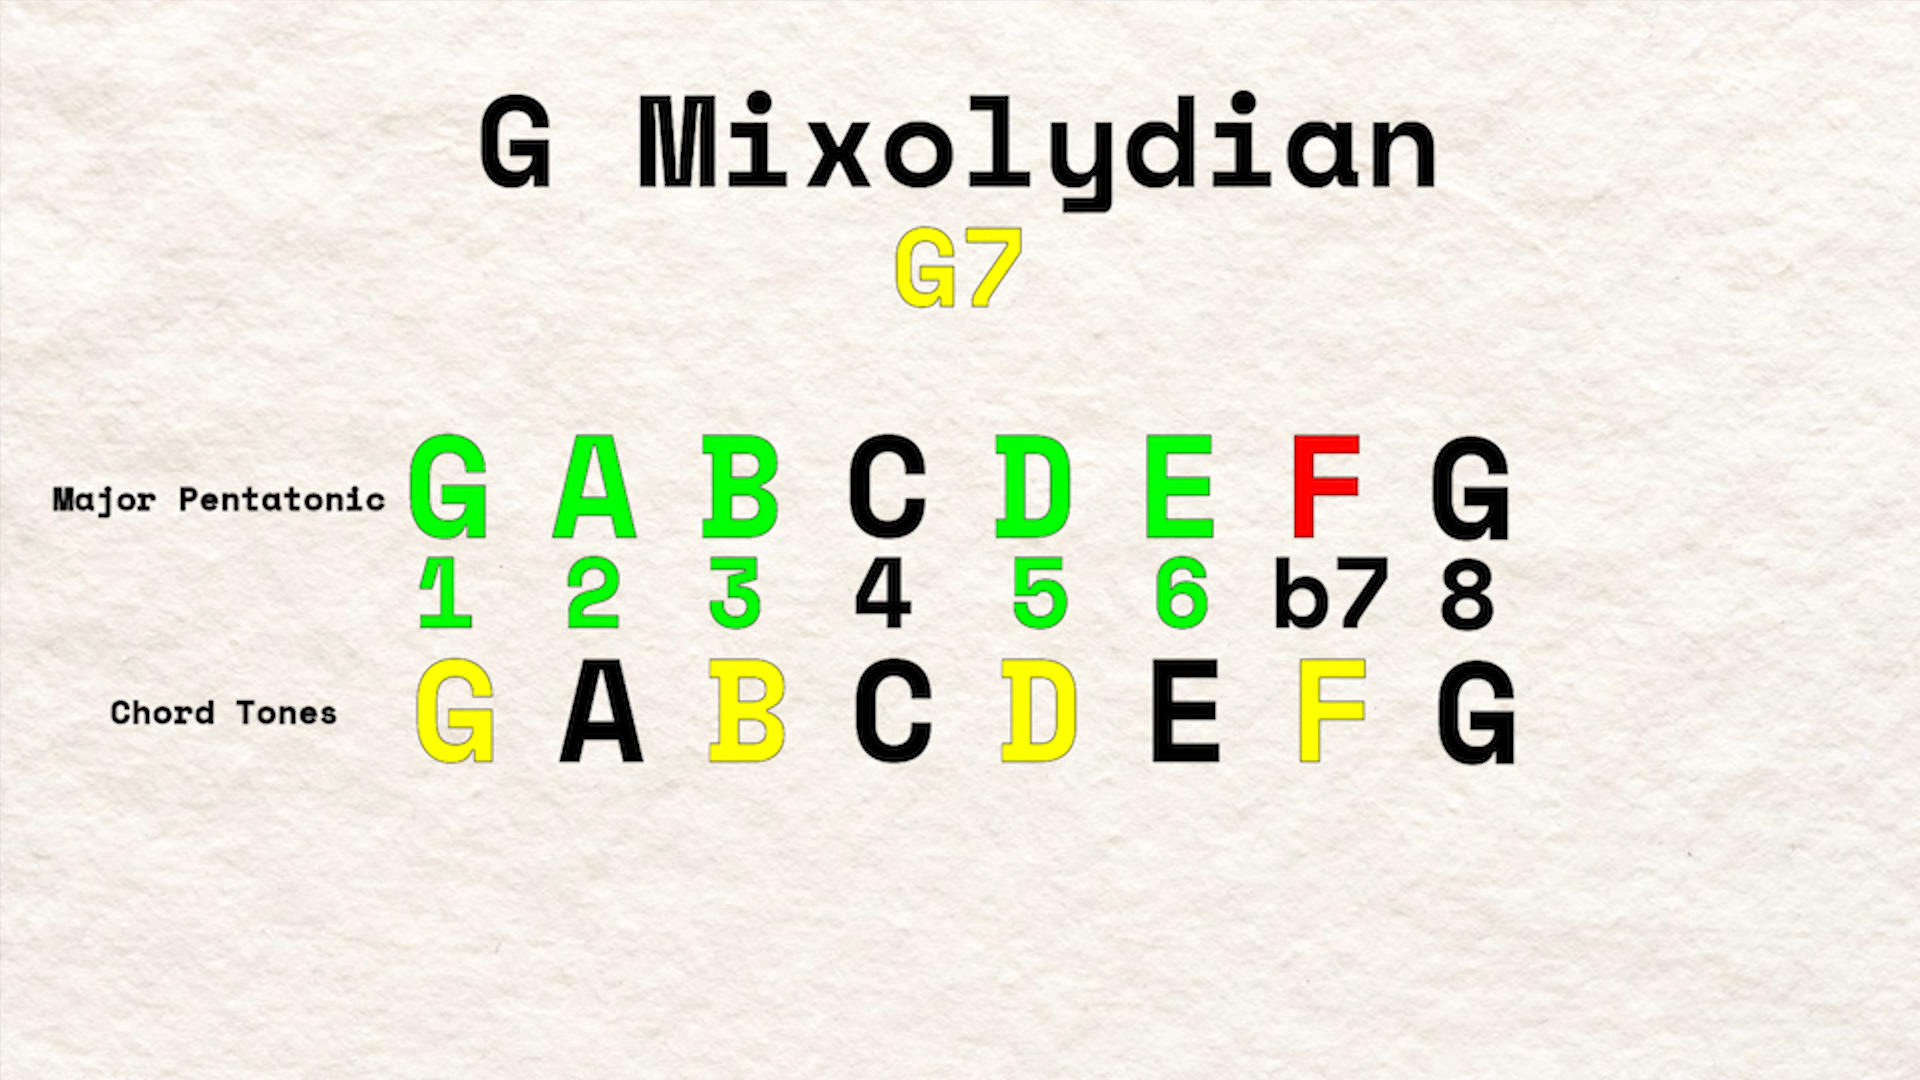 G Mixolydian
G7
Major Pentatonic G A B C D E F G
1 2 3 4 5 6 b7 8
Chord Tones G A B C D E F G